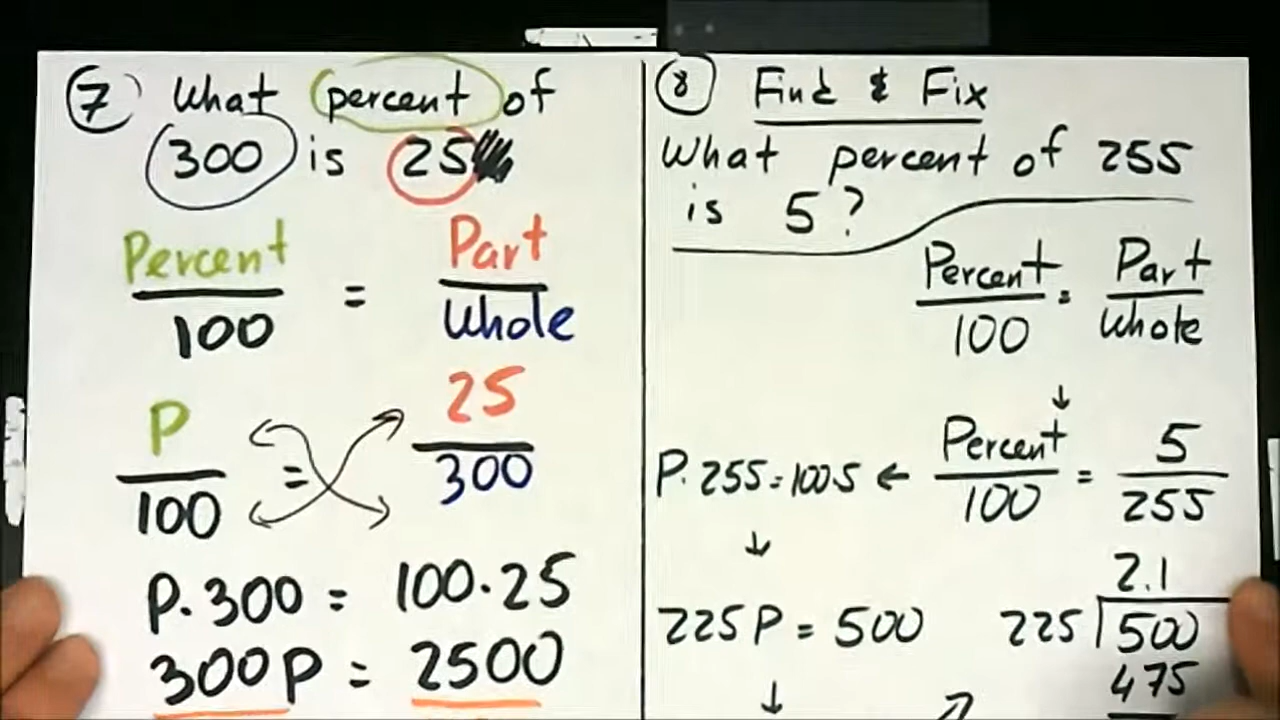 7 What percent of
300 is 25
Percent
100
=
Part
Whole
P
100
=
25
300
P.300 = 100.25
300P = 2500
8 Find & Fix
What percent of 255
is 5?
Percent
100
=
Part
Whole
P.255=100.5 ← Percent
100
=
5
255
225P = 500
2.1
225 500
475